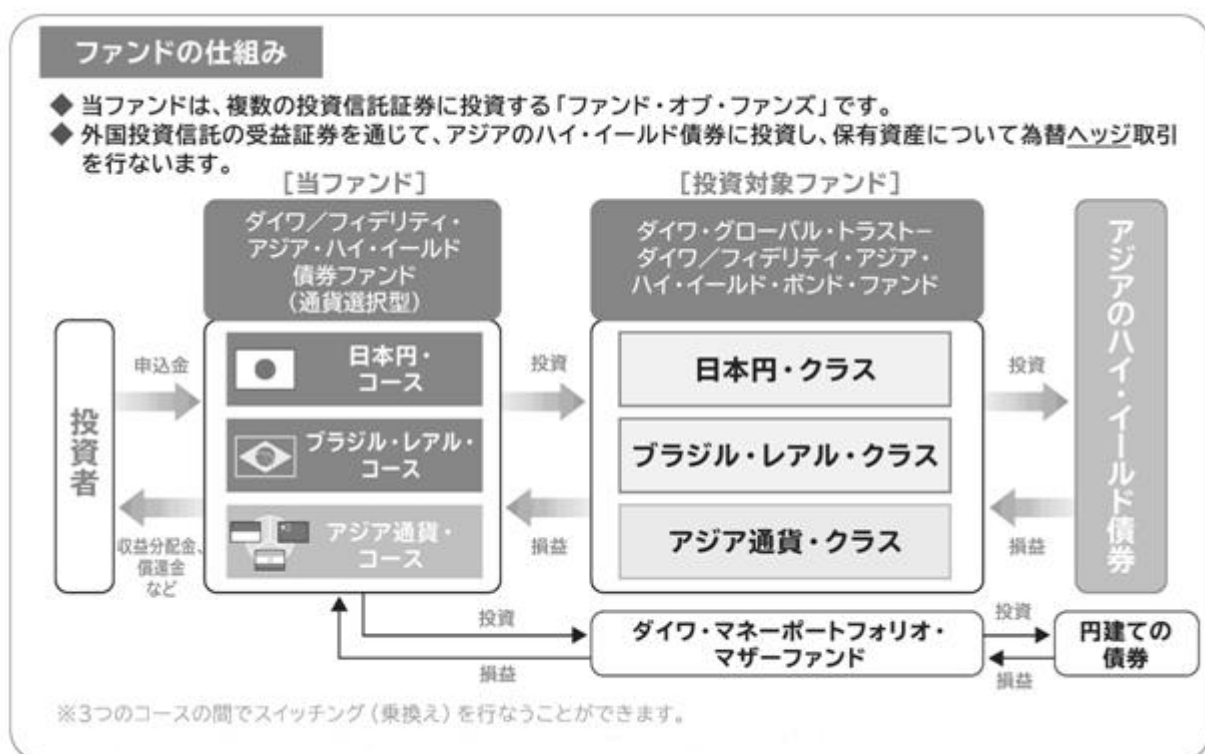 ファンドの仕組み
◆ 当ファンドは、複数の投資信託証券に投資する「ファンド・オブ・ファンズ」です。
◆ 外国投資信託の受益証券を通じて、アジアのハイ・イールド債券に投資し、保有資産について為替ヘッジ取引
を行ないます。
[当ファンド]
[投資対象ファンド]
ダイワ／フィデリティ・
アジア・ハイ・イールド
債券ファンド
（通貨選択型）
ダイワ・グローバル・トラスト－
ダイワ／フィデリティ・アジア・
ハイ・イールド・ボンド・ファンド
投資者
申込金
収益分配金、
償還金
など
日本円・
コース
ブラジル・レアル・
コース
アジア通貨・
コース
投資
損益
日本円・クラス
ブラジル・レアル・クラス
アジア通貨・クラス
投資
損益
アジアのハイ・イールド債券
投資
損益
ダイワ・マネーポートフォリオ・
マザーファンド
投資
損益
円建ての
債券
※3つのコースの間でスイッチング（乗換え）を行なうことができます。